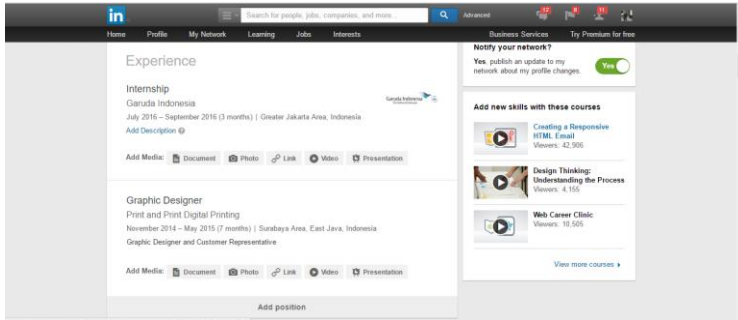 in
Search for people, jobs, companies, and more...
Advanced
12
8
11
Home Profile My Network Learning Jobs Interests
Business Services Try Premium for free
Experience
Internship
Garuda Indonesia
July 2016 – September 2016 (3 months) | Greater Jakarta Area, Indonesia
Add Description
Garuda Indonesia
Add Media: Document Photo Link Video Presentation
Graphic Designer
Print and Print Digital Printing
November 2014 – May 2015 (7 months) | Surabaya Area, East Java, Indonesia
Graphic Designer and Customer Representative
Add Media: Document Photo Link Video Presentation
Add position
Notify your network?
Yes, publish an update to my
network about my profile changes.
Yes
Add new skills with these courses
Creating a Responsive
HTML Email
Viewers: 42,906
Design Thinking:
Understanding the Process
Viewers: 4,155
Web Career Clinic
Viewers: 10,505
View more courses